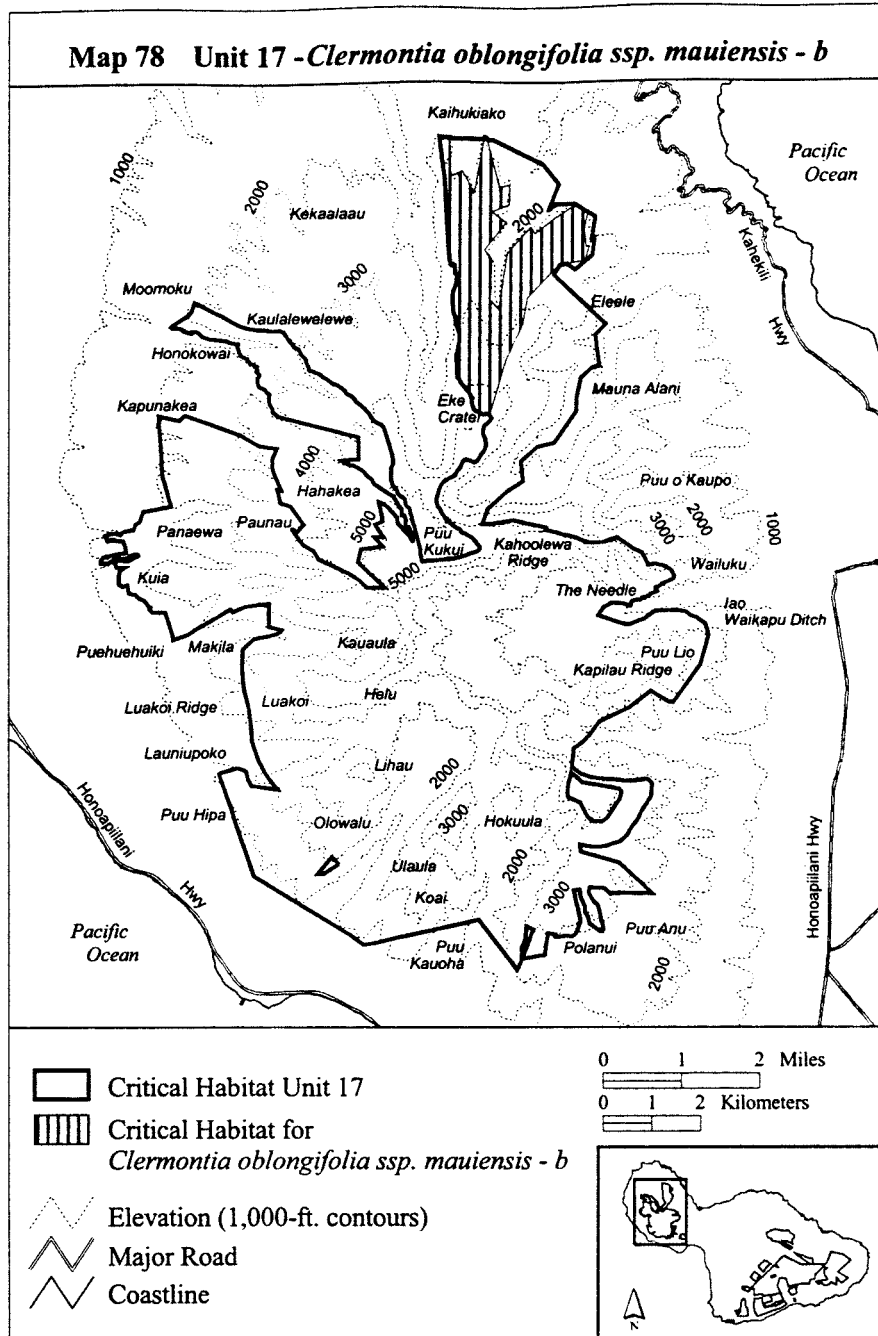 Map 78 Unit 17 - Clermontia oblongifolia ssp. mauiensis - b
Kaihukiako
Pacific
Ocean
1000
2000
Kekaalaau
2000
Kahekili
Hwy
3000
Moomoku
Kaulalewelewe
Eleele
Honokowai
Kapunakea
Eke
Crater
Mauna Alani
4000
Hahakea
Puu o Kaupo
Panaewa
Paunau
5000
Puu
Kukui
Kahoolewa
Ridge
3000
2000
1000
Wailuku
Kuia
5000
The Needle
Iao
Waikapu Ditch
Puehuehuiki
Makila
Kauaula
Puu Lio
Kapilau Ridge
Luakoi Ridge
Luakoi
Helu
Launiupoko
Lihau
2000
Honoapiilani
Hwy
Puu Hipa
Olowalu
3000
Hokuula
Ulaula
2000
Koai
3000
Honoapiilani Hwy
Pacific
Ocean
Puu
Kauoha
Polanui
Puu Anu
2000
0 1 2 Miles
0 1 2 Kilometers
Critical Habitat Unit 17
Critical Habitat for
Clermontia oblongifolia ssp. mauiensis - b
Elevation (1,000-ft. contours)
Major Road
Coastline
N